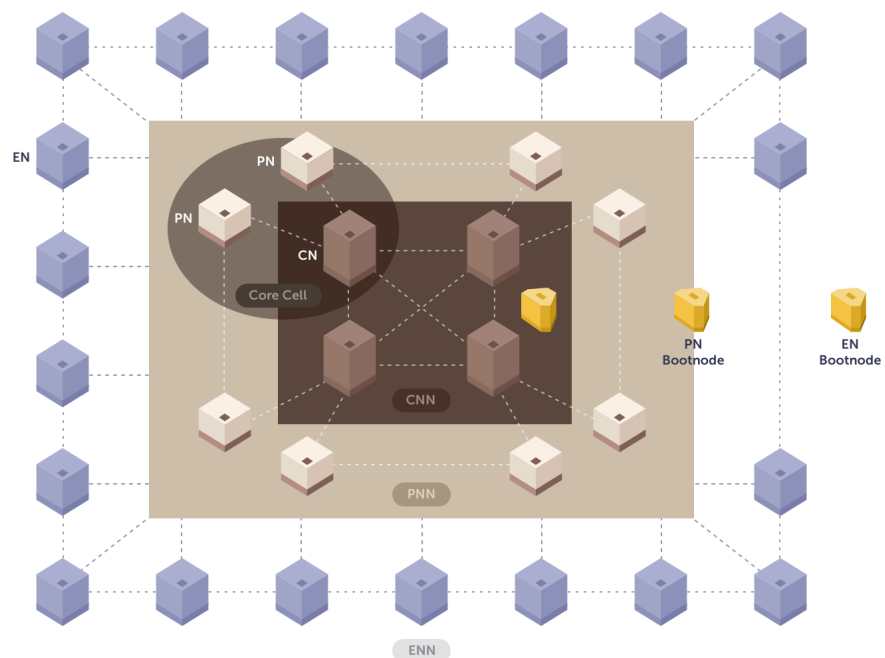 EN
PN
PN
CN
Core Cell
PN
Bootnode
EN
Bootnode
CNN
PNN
ENN